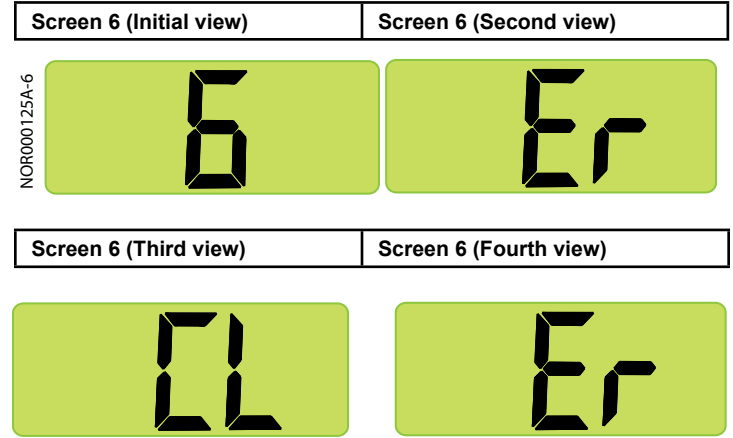 Screen 6 (Initial view) Screen 6 (Second view)
NOR000125A-6
6 Er
Screen 6 (Third view) Screen 6 (Fourth view)
CL Er